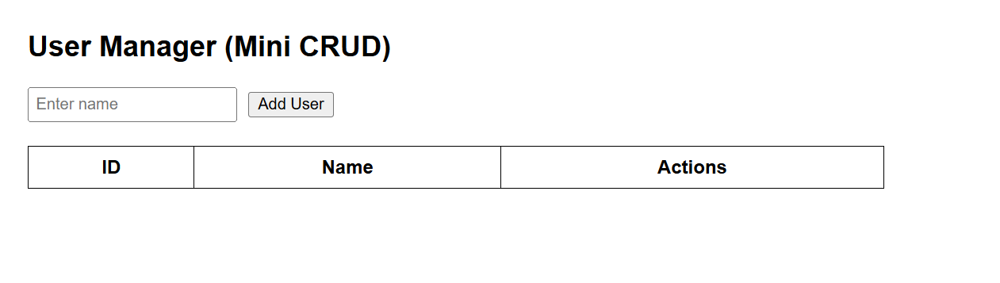 User Manager (Mini CRUD)
Enter name Add User
ID Name Actions